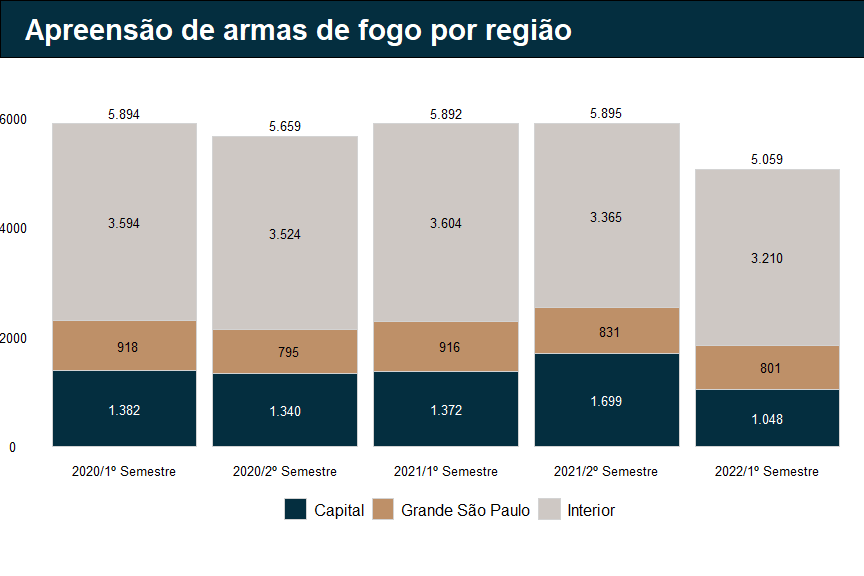 Apreensão de armas de fogo por região
6000
4000
2000
0
5.894
5.659
5.892
5.895
5.059
3.594
3.524
3.604
3.365
3.210
918
795
916
831
801
1.382
1.340
1.372
1.699
1.048
2020/1º Semestre
2020/2º Semestre
2021/1º Semestre
2021/2º Semestre
2022/1º Semestre
Capital
Grande São Paulo
Interior